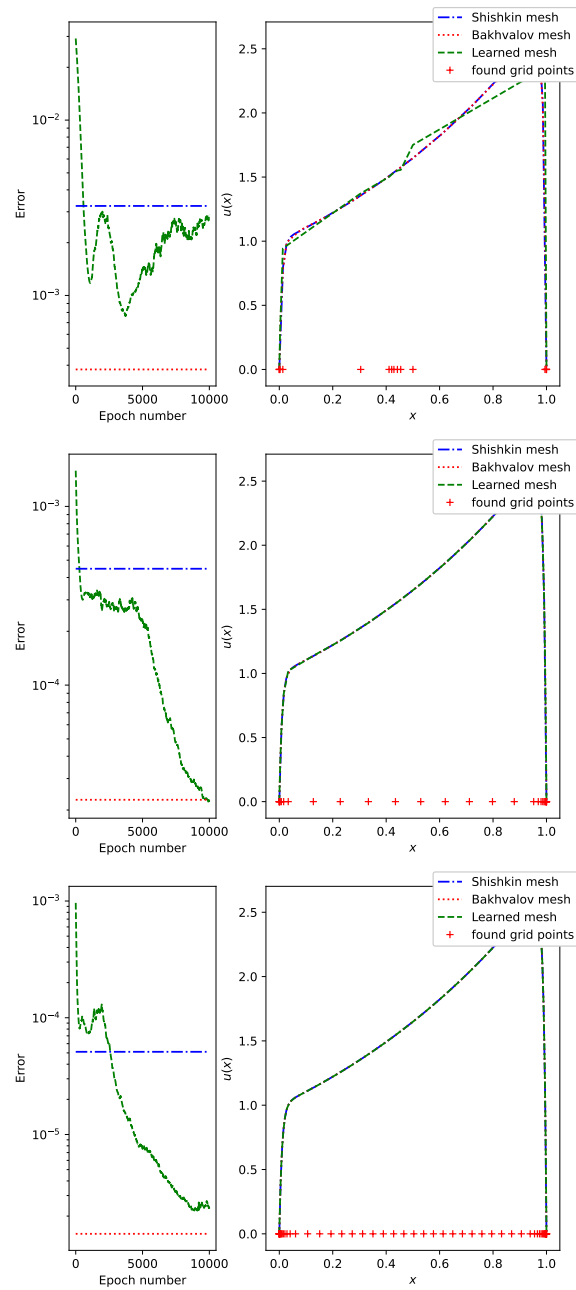 Shishkin mesh
Bakhvalov mesh
Learned mesh
found grid points
10⁻²
10⁻³
Error
0 5000 10000
Epoch number
u(x)
2.5
2.0
1.5
1.0
0.5
0.0
0.0 0.2 0.4 0.6 0.8 1.0
x
Shishkin mesh
Bakhvalov mesh
Learned mesh
found grid points
10⁻³
10⁻⁴
Error
0 5000 10000
Epoch number
u(x)
2.5
2.0
1.5
1.0
0.5
0.0
0.0 0.2 0.4 0.6 0.8 1.0
x
Shishkin mesh
Bakhvalov mesh
Learned mesh
found grid points
10⁻³
10⁻⁴
10⁻⁵
Error
0 5000 10000
Epoch number
u(x)
2.5
2.0
1.5
1.0
0.5
0.0
0.0 0.2 0.4 0.6 0.8 1.0
x